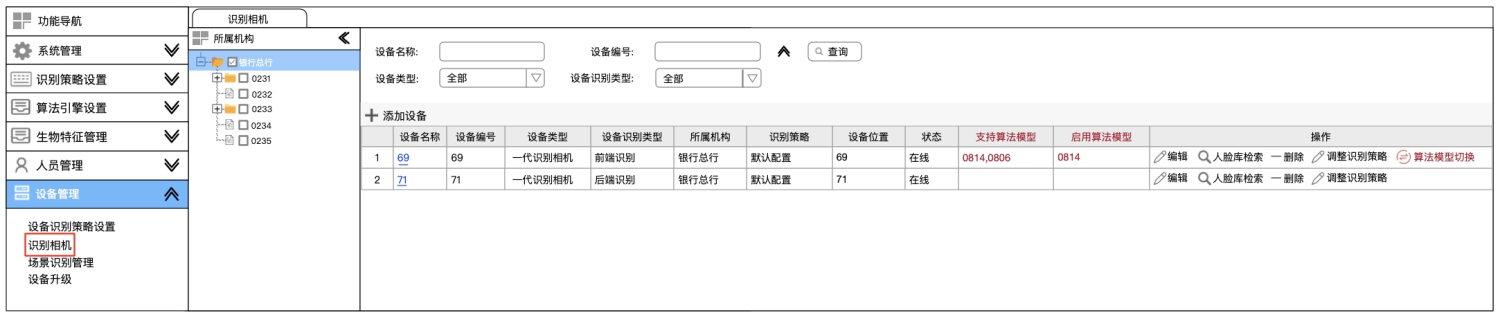 功能导航
系统管理
识别策略设置
算法引擎设置
生物特征管理
人员管理
设备管理
设备识别策略设置
识别相机
场景识别管理
设备升级
识别相机
所属机构
银行总行
0231
0232
0233
0234
0235
设备名称: 设备编号: 查询
设备类型: 全部 设备识别类型: 全部
添加设备
设备名称 设备编号 设备类型 设备识别类型 所属机构 识别策略 设备位置 状态 支持算法模型 启用算法模型 操作
1 69 69 一代识别相机 前端识别 银行总行 默认配置 69 在线 0814,0806 0814 编辑 人脸库检索 删除 调整识别策略 算法模型切换
2 71 71 一代识别相机 后端识别 银行总行 默认配置 71 在线 编辑 人脸库检索 删除 调整识别策略